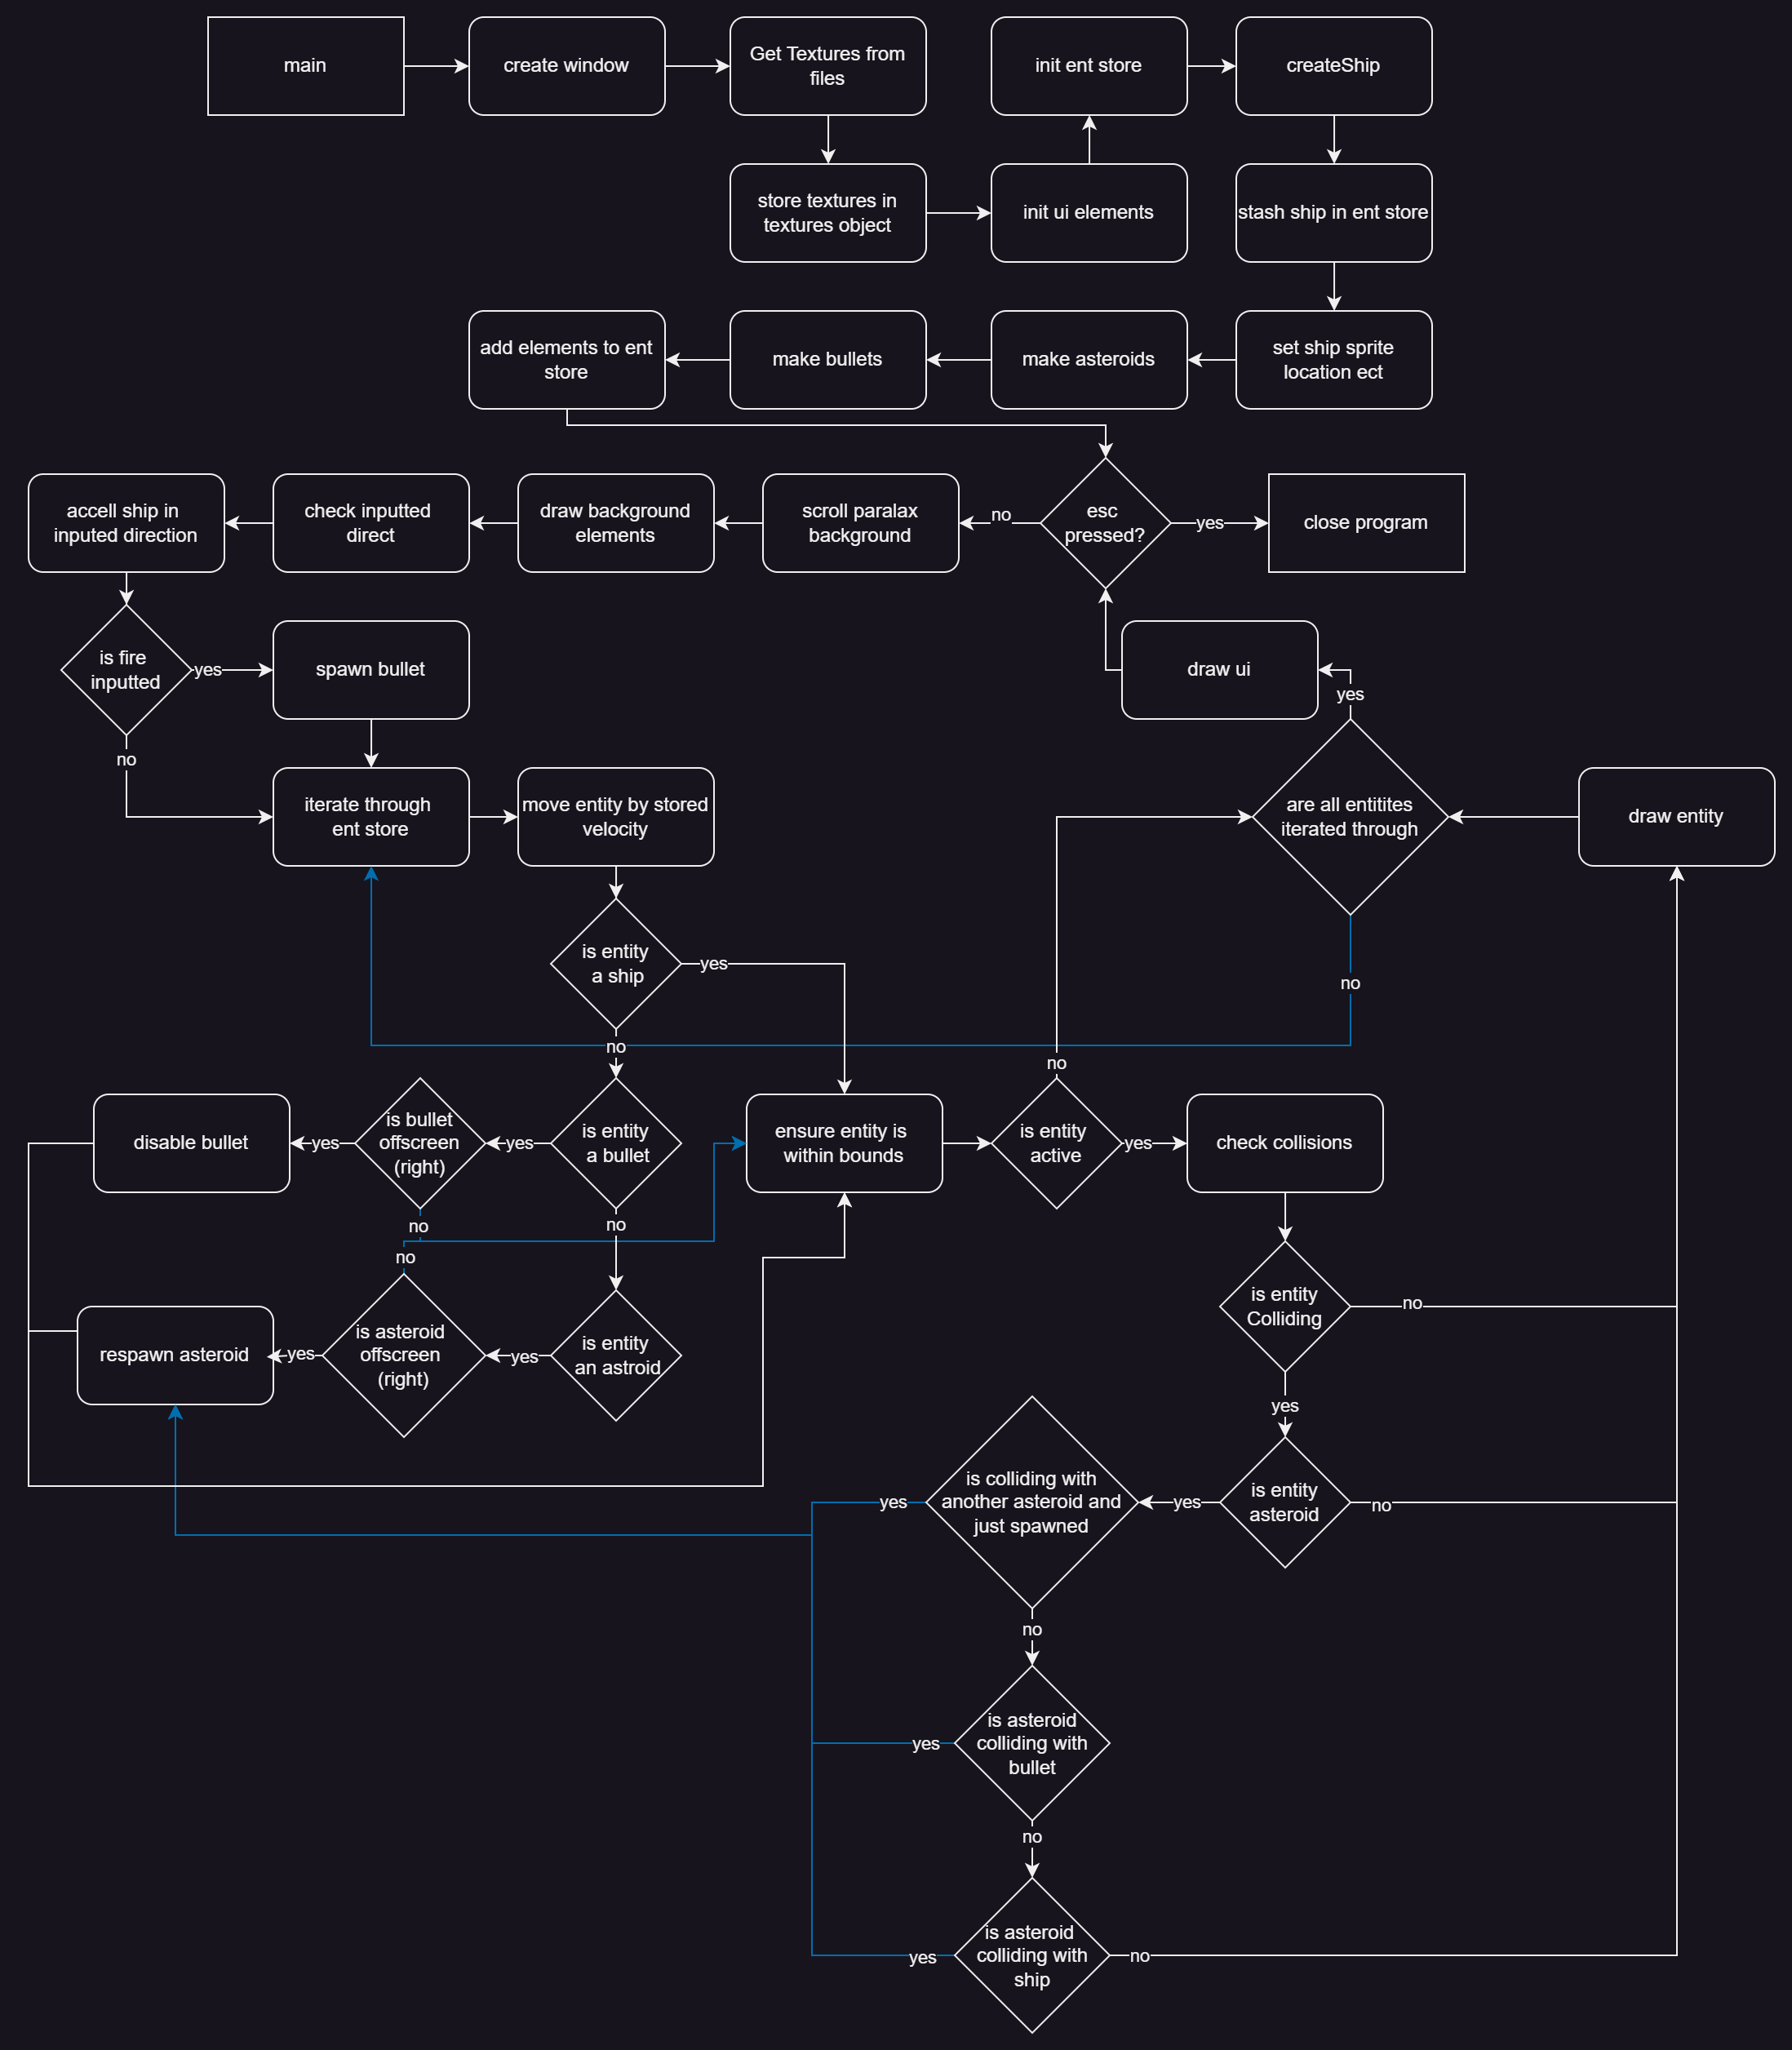 main
create window
Get Textures from
files
init ent store
createShip
store textures in
textures object
init ui elements
stash ship in ent store
add elements to ent
store
make bullets
make asteroids
set ship sprite
location ect
accell ship in
inputed direction
check inputted
direct
draw background
elements
scroll paralax
background
no
esc
pressed?
yes
close program
is fire
inputted
yes
spawn bullet
draw ui
yes
no
iterate through
ent store
move entity by stored
velocity
are all entitites
iterated through
draw entity
is entity
a ship
yes
no
no
no
disable bullet
yes
is bullet
offscreen
(right)
yes
is entity
a bullet
ensure entity is
within bounds
is entity
active
yes
check collisions
no
no
no
respawn asteroid
yes
is asteroid
offscreen
(right)
yes
is entity
an astroid
is entity
Colliding
no
yes
yes
is colliding with
another asteroid and
just spawned
yes
is entity
asteroid
no
no
yes
is asteroid
colliding with
bullet
no
yes
is asteroid
colliding with
ship
no